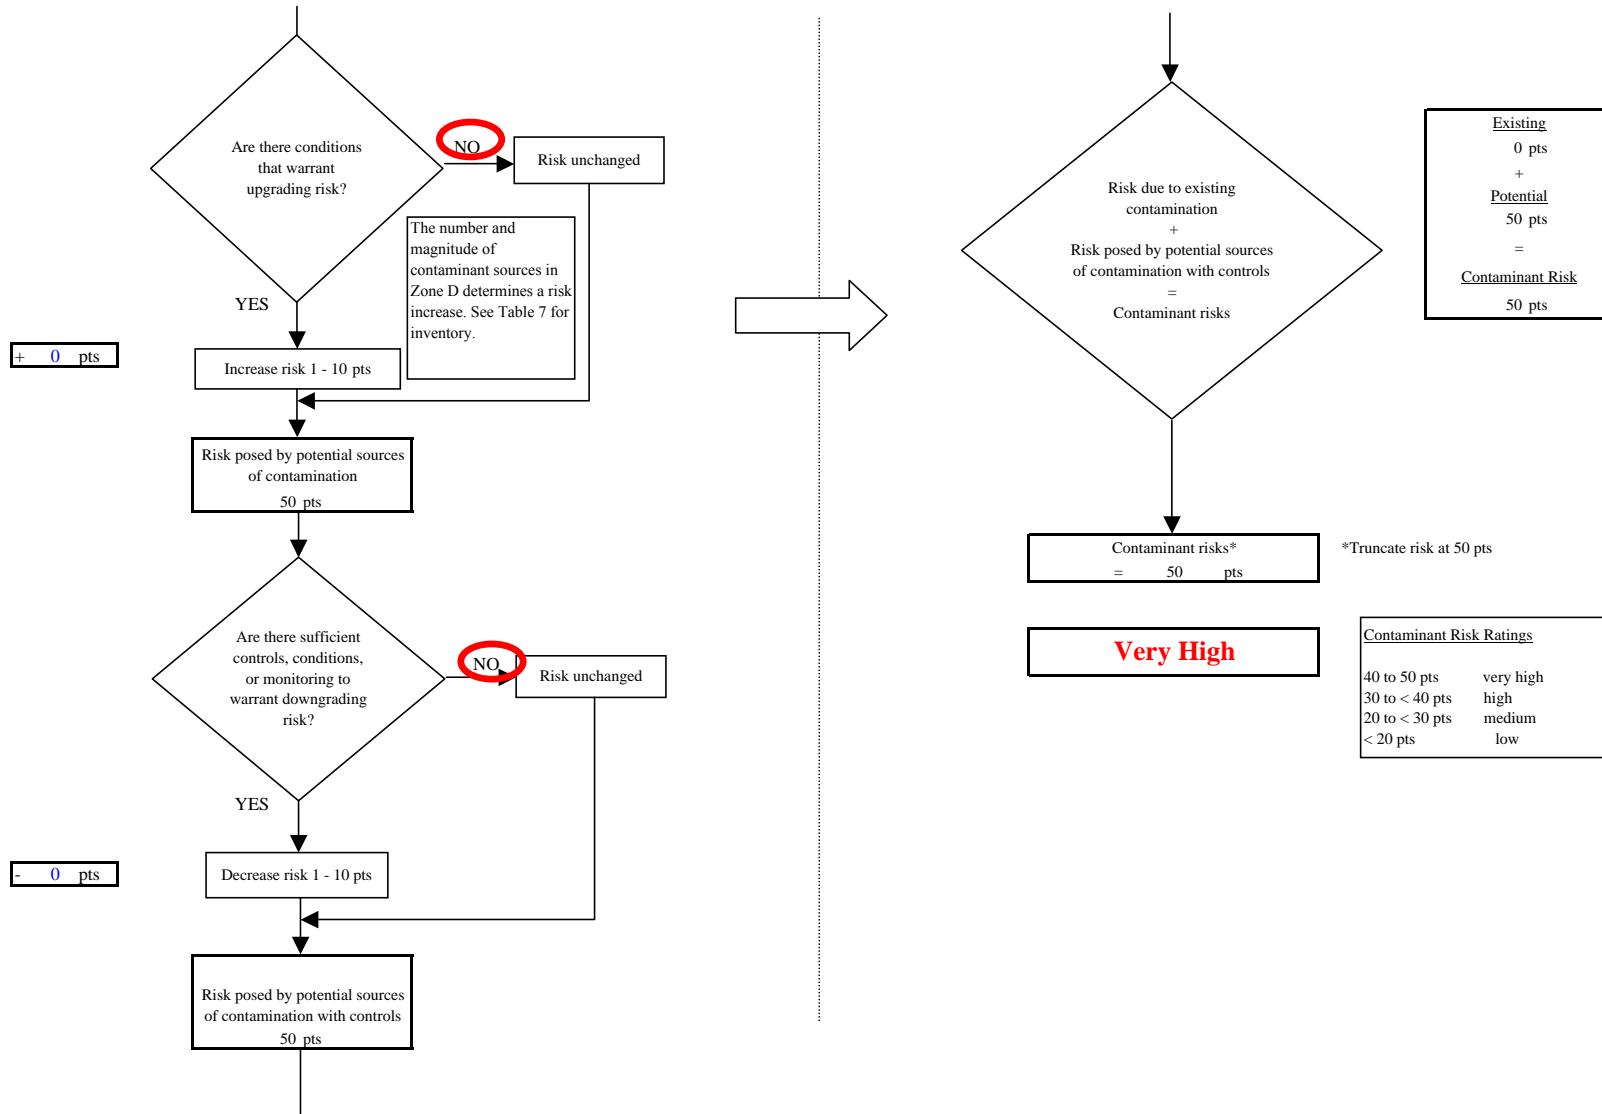 Are there conditions
that warrant
upgrading risk?
NO
Risk unchanged
The number and
magnitude of
contaminant sources in
Zone D determines a risk
increase. See Table 7 for
inventory.
YES
+ 0 pts
Increase risk 1 - 10 pts
Risk posed by potential sources
of contamination
50 pts
Are there sufficient
controls, conditions,
or monitoring to
warrant downgrading
risk?
NO
Risk unchanged
YES
- 0 pts
Decrease risk 1 - 10 pts
Risk posed by potential sources
of contamination with controls
50 pts
Risk due to existing
contamination
+
Risk posed by potential sources
of contamination with controls
=
Contaminant risks
Existing
0 pts
+
Potential
50 pts
=
Contaminant Risk
50 pts
Contaminant risks*
= 50 pts
*Truncate risk at 50 pts
Very High
Contaminant Risk Ratings
40 to 50 pts very high
30 to < 40 pts high
20 to < 30 pts medium
< 20 pts low